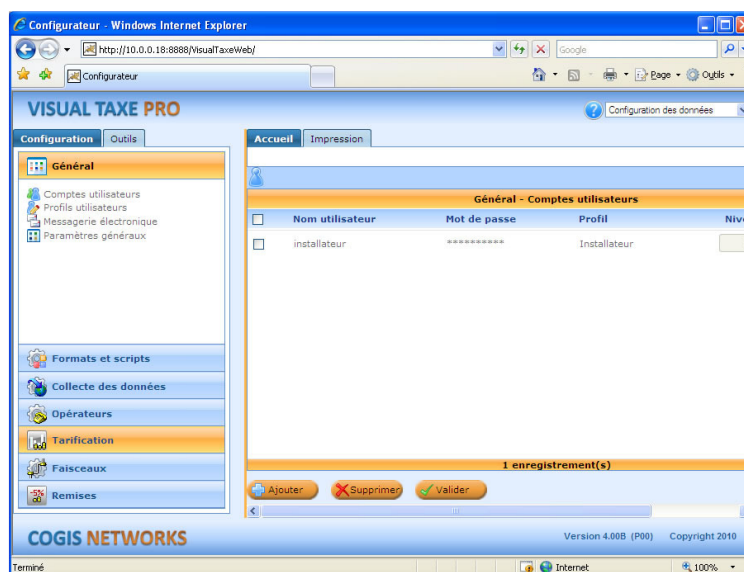 Configurateur - Windows Internet Explorer
http://10.0.0.18:8888/VisualTaxeWeb/
Google
Configurateur
Page
Outils
VISUAL TAXE PRO
Configuration des données
Configuration
Outils
Accueil
Impression
Général
Comptes utilisateurs
Profils utilisateurs
Messagerie électronique
Paramètres généraux
Général - Comptes utilisateurs
Nom utilisateur
Mot de passe
Profil
Nive
installateur
**********
Installateur
Formats et scripts
Collecte des données
Opérateurs
Tarification
Faisceaux
Remises
1 enregistrement(s)
Ajouter
Supprimer
Valider
COGIS NETWORKS
Version 4.00B (P00)
Copyright 2010
Terminé
Internet
100%